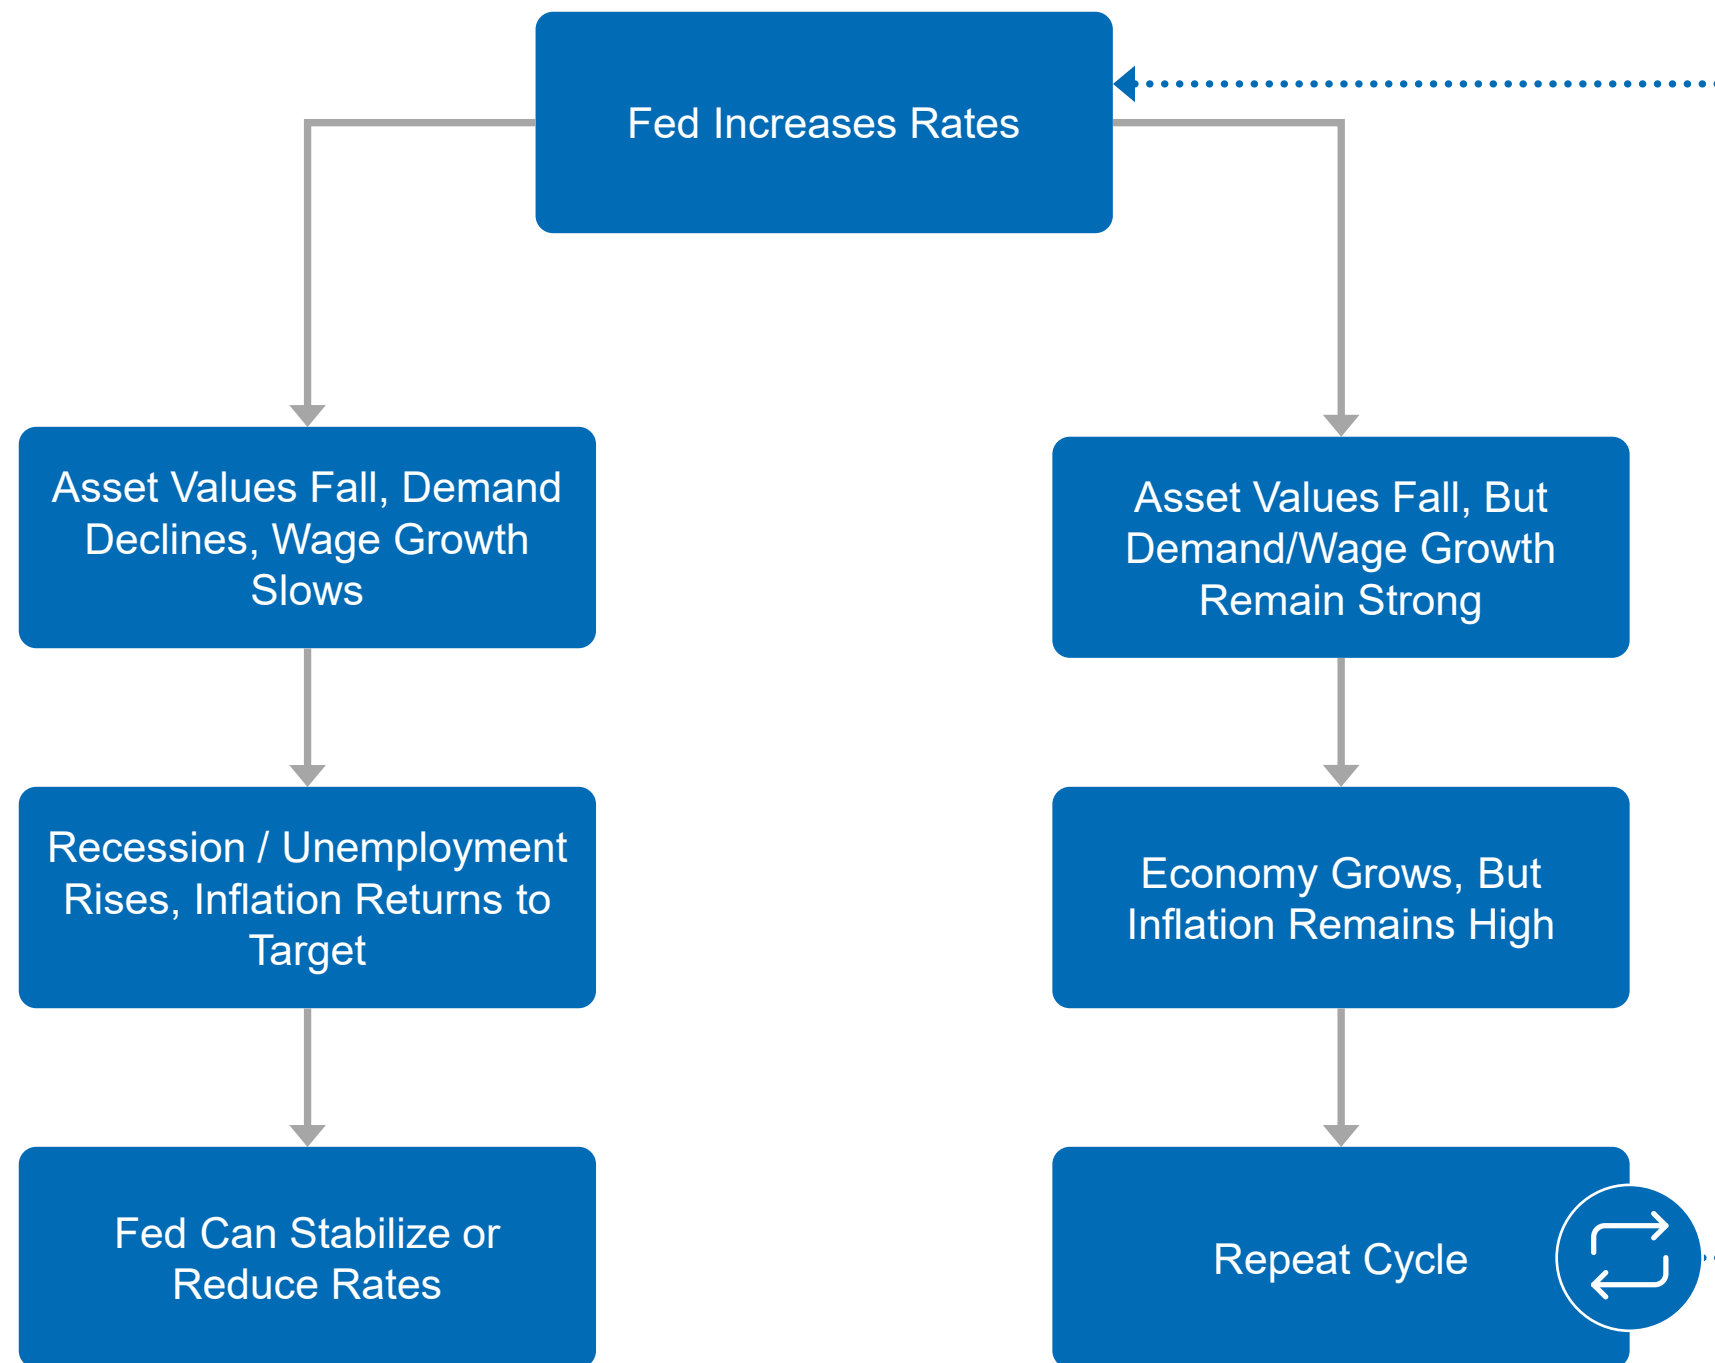 Fed Increases Rates
Asset Values Fall, Demand
Declines, Wage Growth
Slows
Asset Values Fall, But
Demand/Wage Growth
Remain Strong
Recession / Unemployment
Rises, Inflation Returns to
Target
Economy Grows, But
Inflation Remains High
Fed Can Stabilize or
Reduce Rates
Repeat Cycle